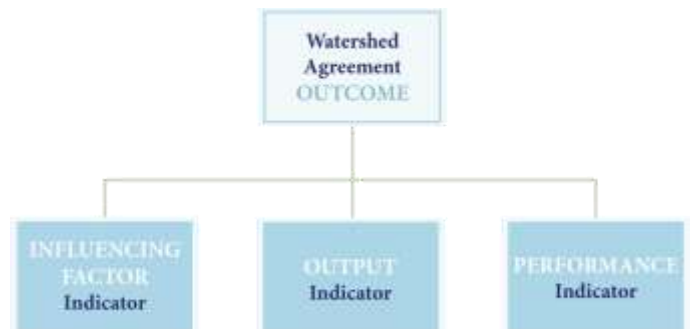 Watershed
Agreement
OUTCOME
INFLUENCING
FACTOR
Indicator
OUTPUT
Indicator
PERFORMANCE
Indicator